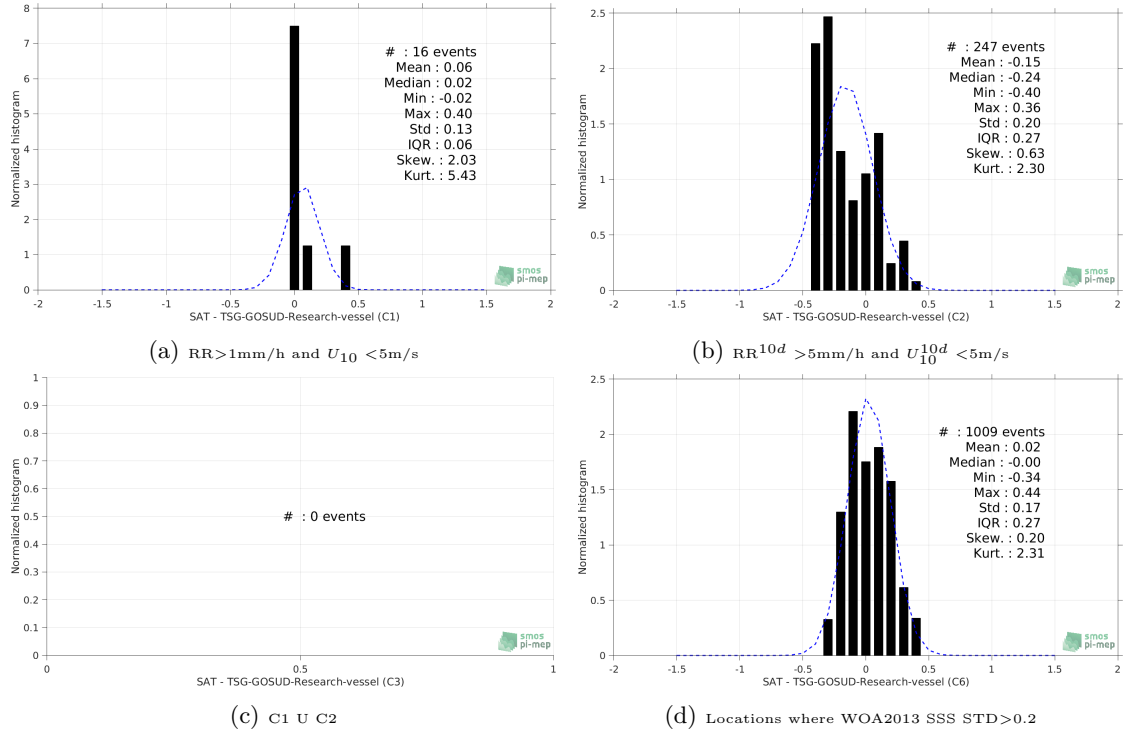 8
7
6
5
4
3
2
1
0
Normalized histogram
# : 16 events
Mean : 0.06
Median : 0.02
Min : -0.02
Max : 0.40
Std : 0.13
IQR : 0.06
Skew. : 2.03
Kurt. : 5.43
smos
pi-mep
-2 -1.5 -1 -0.5 0 0.5 1 1.5 2
SAT - TSG-GOSUD-Research-vessel (C1)
(a) RR>1mm/h and U10 <5m/s
2.5
2
1.5
1
0.5
0
Normalized histogram
# : 247 events
Mean : -0.15
Median : -0.24
Min : -0.40
Max : 0.36
Std : 0.20
IQR : 0.27
Skew. : 0.63
Kurt. : 2.30
smos
pi-mep
-2 -1.5 -1 -0.5 0 0.5 1 1.5 2
SAT - TSG-GOSUD-Research-vessel (C2)
(b) RR^10d >5mm/h and U10^10d <5m/s
1
0.9
0.8
0.7
0.6
0.5
0.4
0.3
0.2
0.1
0
Normalized histogram
# : 0 events
smos
pi-mep
0 0.5 1
SAT - TSG-GOSUD-Research-vessel (C3)
(c) C1 U C2
2.5
2
1.5
1
0.5
0
Normalized histogram
# : 1009 events
Mean : 0.02
Median : -0.00
Min : -0.34
Max : 0.44
Std : 0.17
IQR : 0.27
Skew. : 0.20
Kurt. : 2.31
smos
pi-mep
-2 -1.5 -1 -0.5 0 0.5 1 1.5 2
SAT - TSG-GOSUD-Research-vessel (C6)
(d) Locations where WOA2013 SSS STD>0.2